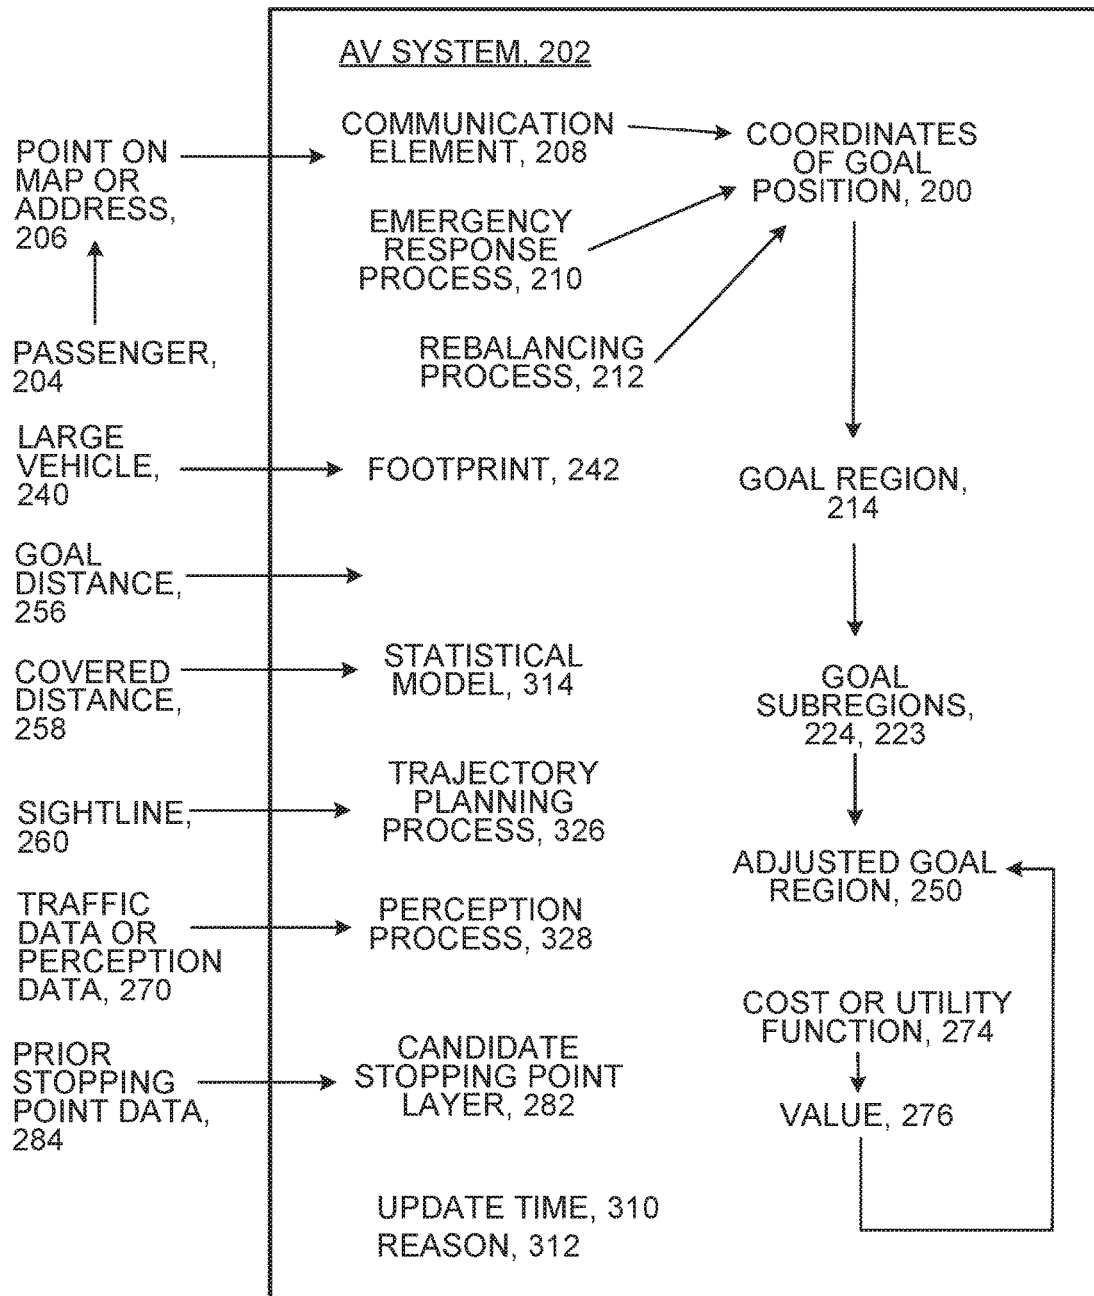 AV SYSTEM, 202
POINT ON
MAP OR
ADDRESS,
206
PASSENGER,
204
LARGE
VEHICLE,
240
GOAL
DISTANCE,
256
COVERED
DISTANCE,
258
SIGHTLINE,
260
TRAFFIC
DATA OR
PERCEPTION
DATA, 270
PRIOR
STOPPING
POINT DATA,
284
COMMUNICATION
ELEMENT, 208
EMERGENCY
RESPONSE
PROCESS, 210
REBALANCING
PROCESS, 212
FOOTPRINT, 242
STATISTICAL
MODEL, 314
TRAJECTORY
PLANNING
PROCESS, 326
PERCEPTION
PROCESS, 328
CANDIDATE
STOPPING POINT
LAYER, 282
UPDATE TIME, 310
REASON, 312
COORDINATES
OF GOAL
POSITION, 200
GOAL REGION,
214
GOAL
SUBREGIONS,
224, 223
ADJUSTED GOAL
REGION, 250
COST OR UTILITY
FUNCTION, 274
VALUE, 276